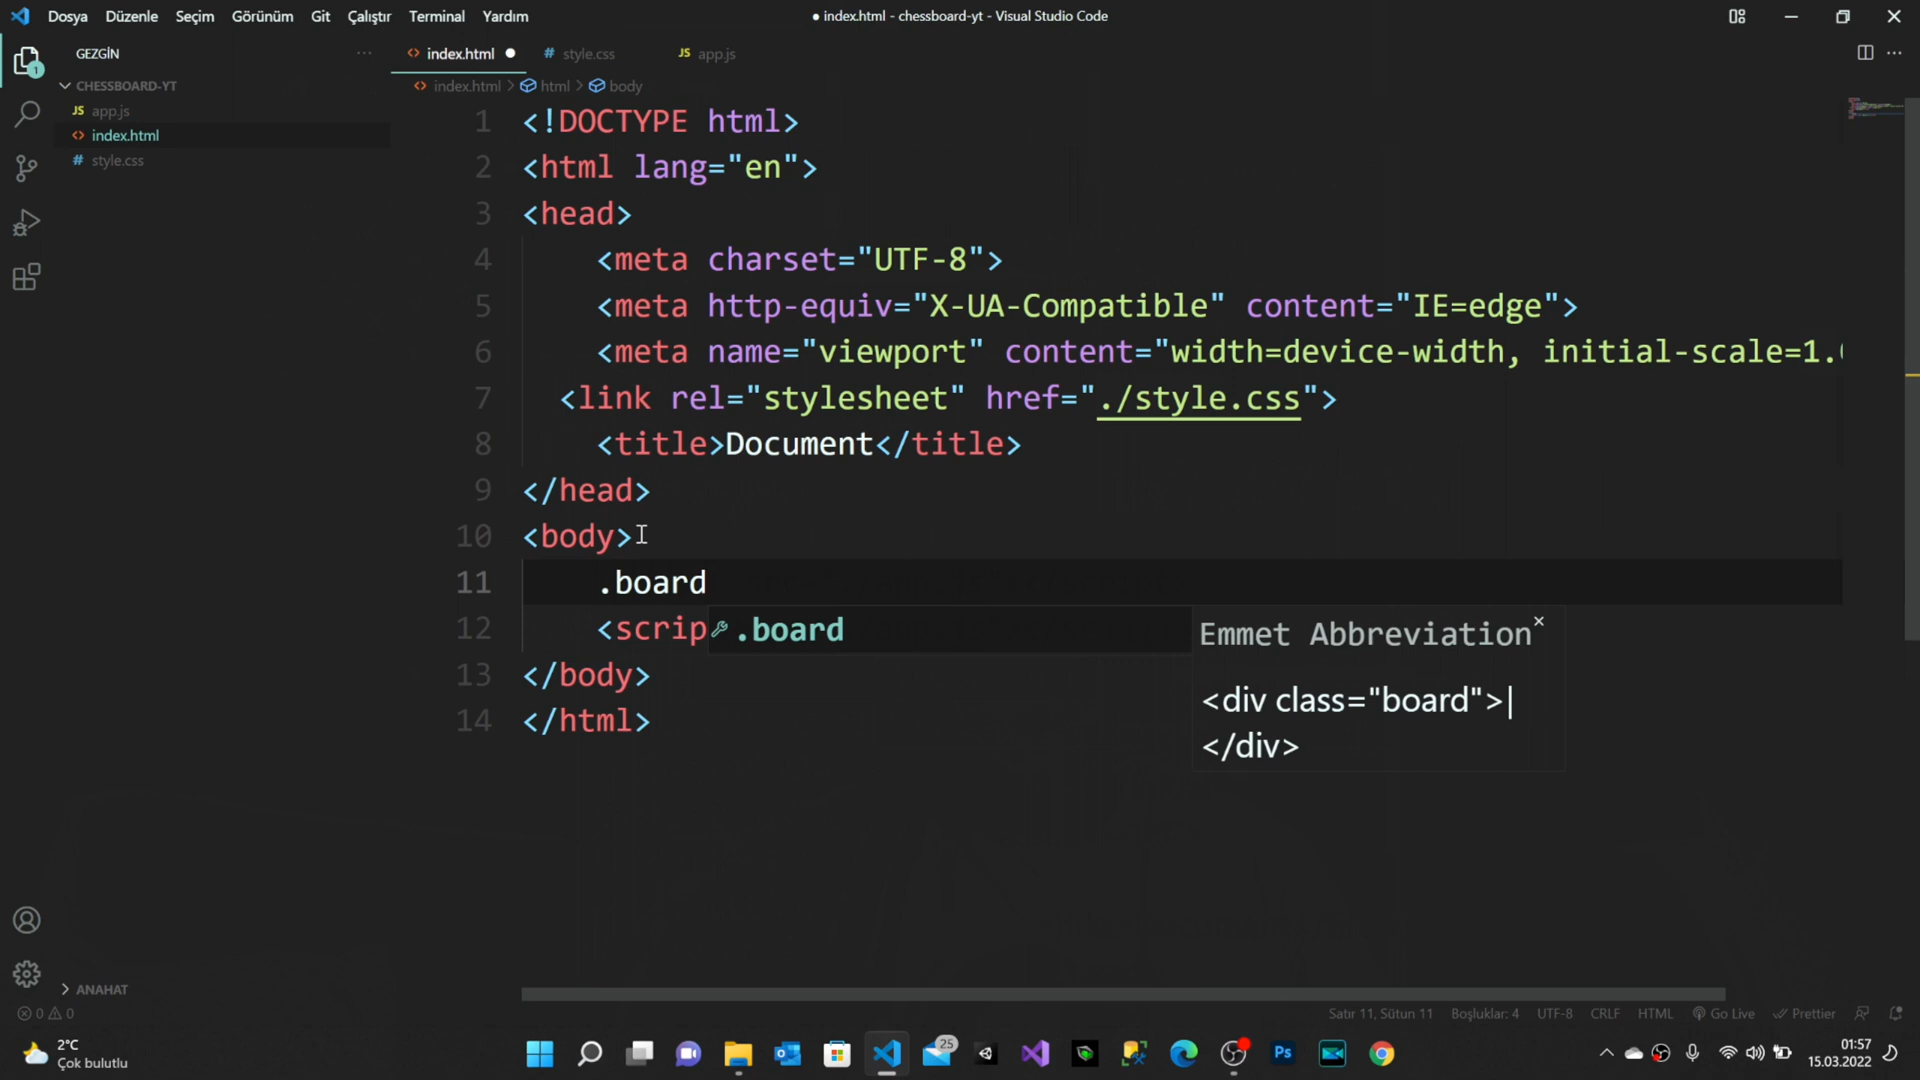 Dosya Düzenle Seçim Görünüm Git Çalıştır Terminal Yardım
● index.html - chessboard-yt - Visual Studio Code
GEZGİN
index.html
style.css
JS app.js
CHESSBOARD-YT
index.html > html > body
JS app.js
index.html
# style.css
1 <!DOCTYPE html>
2 <html lang="en">
3 <head>
4 <meta charset="UTF-8">
5 <meta http-equiv="X-UA-Compatible" content="IE=edge">
6 <meta name="viewport" content="width=device-width, initial-scale=1.
7 <link rel="stylesheet" href="./style.css">
8 <title>Document</title>
9 </head>
10 <body>
11 .board
12 <scrip
.board
Emmet Abbreviation
<div class="board">|
</div>
13 </body>
14 </html>
ANAHAT
0 0
Satır 11, Sütun 11 Boşluklar: 4 UTF-8 CRLF HTML Go Live Prettier
2°C
Çok bulutlu
25
Ps
01:57
15.03.2022